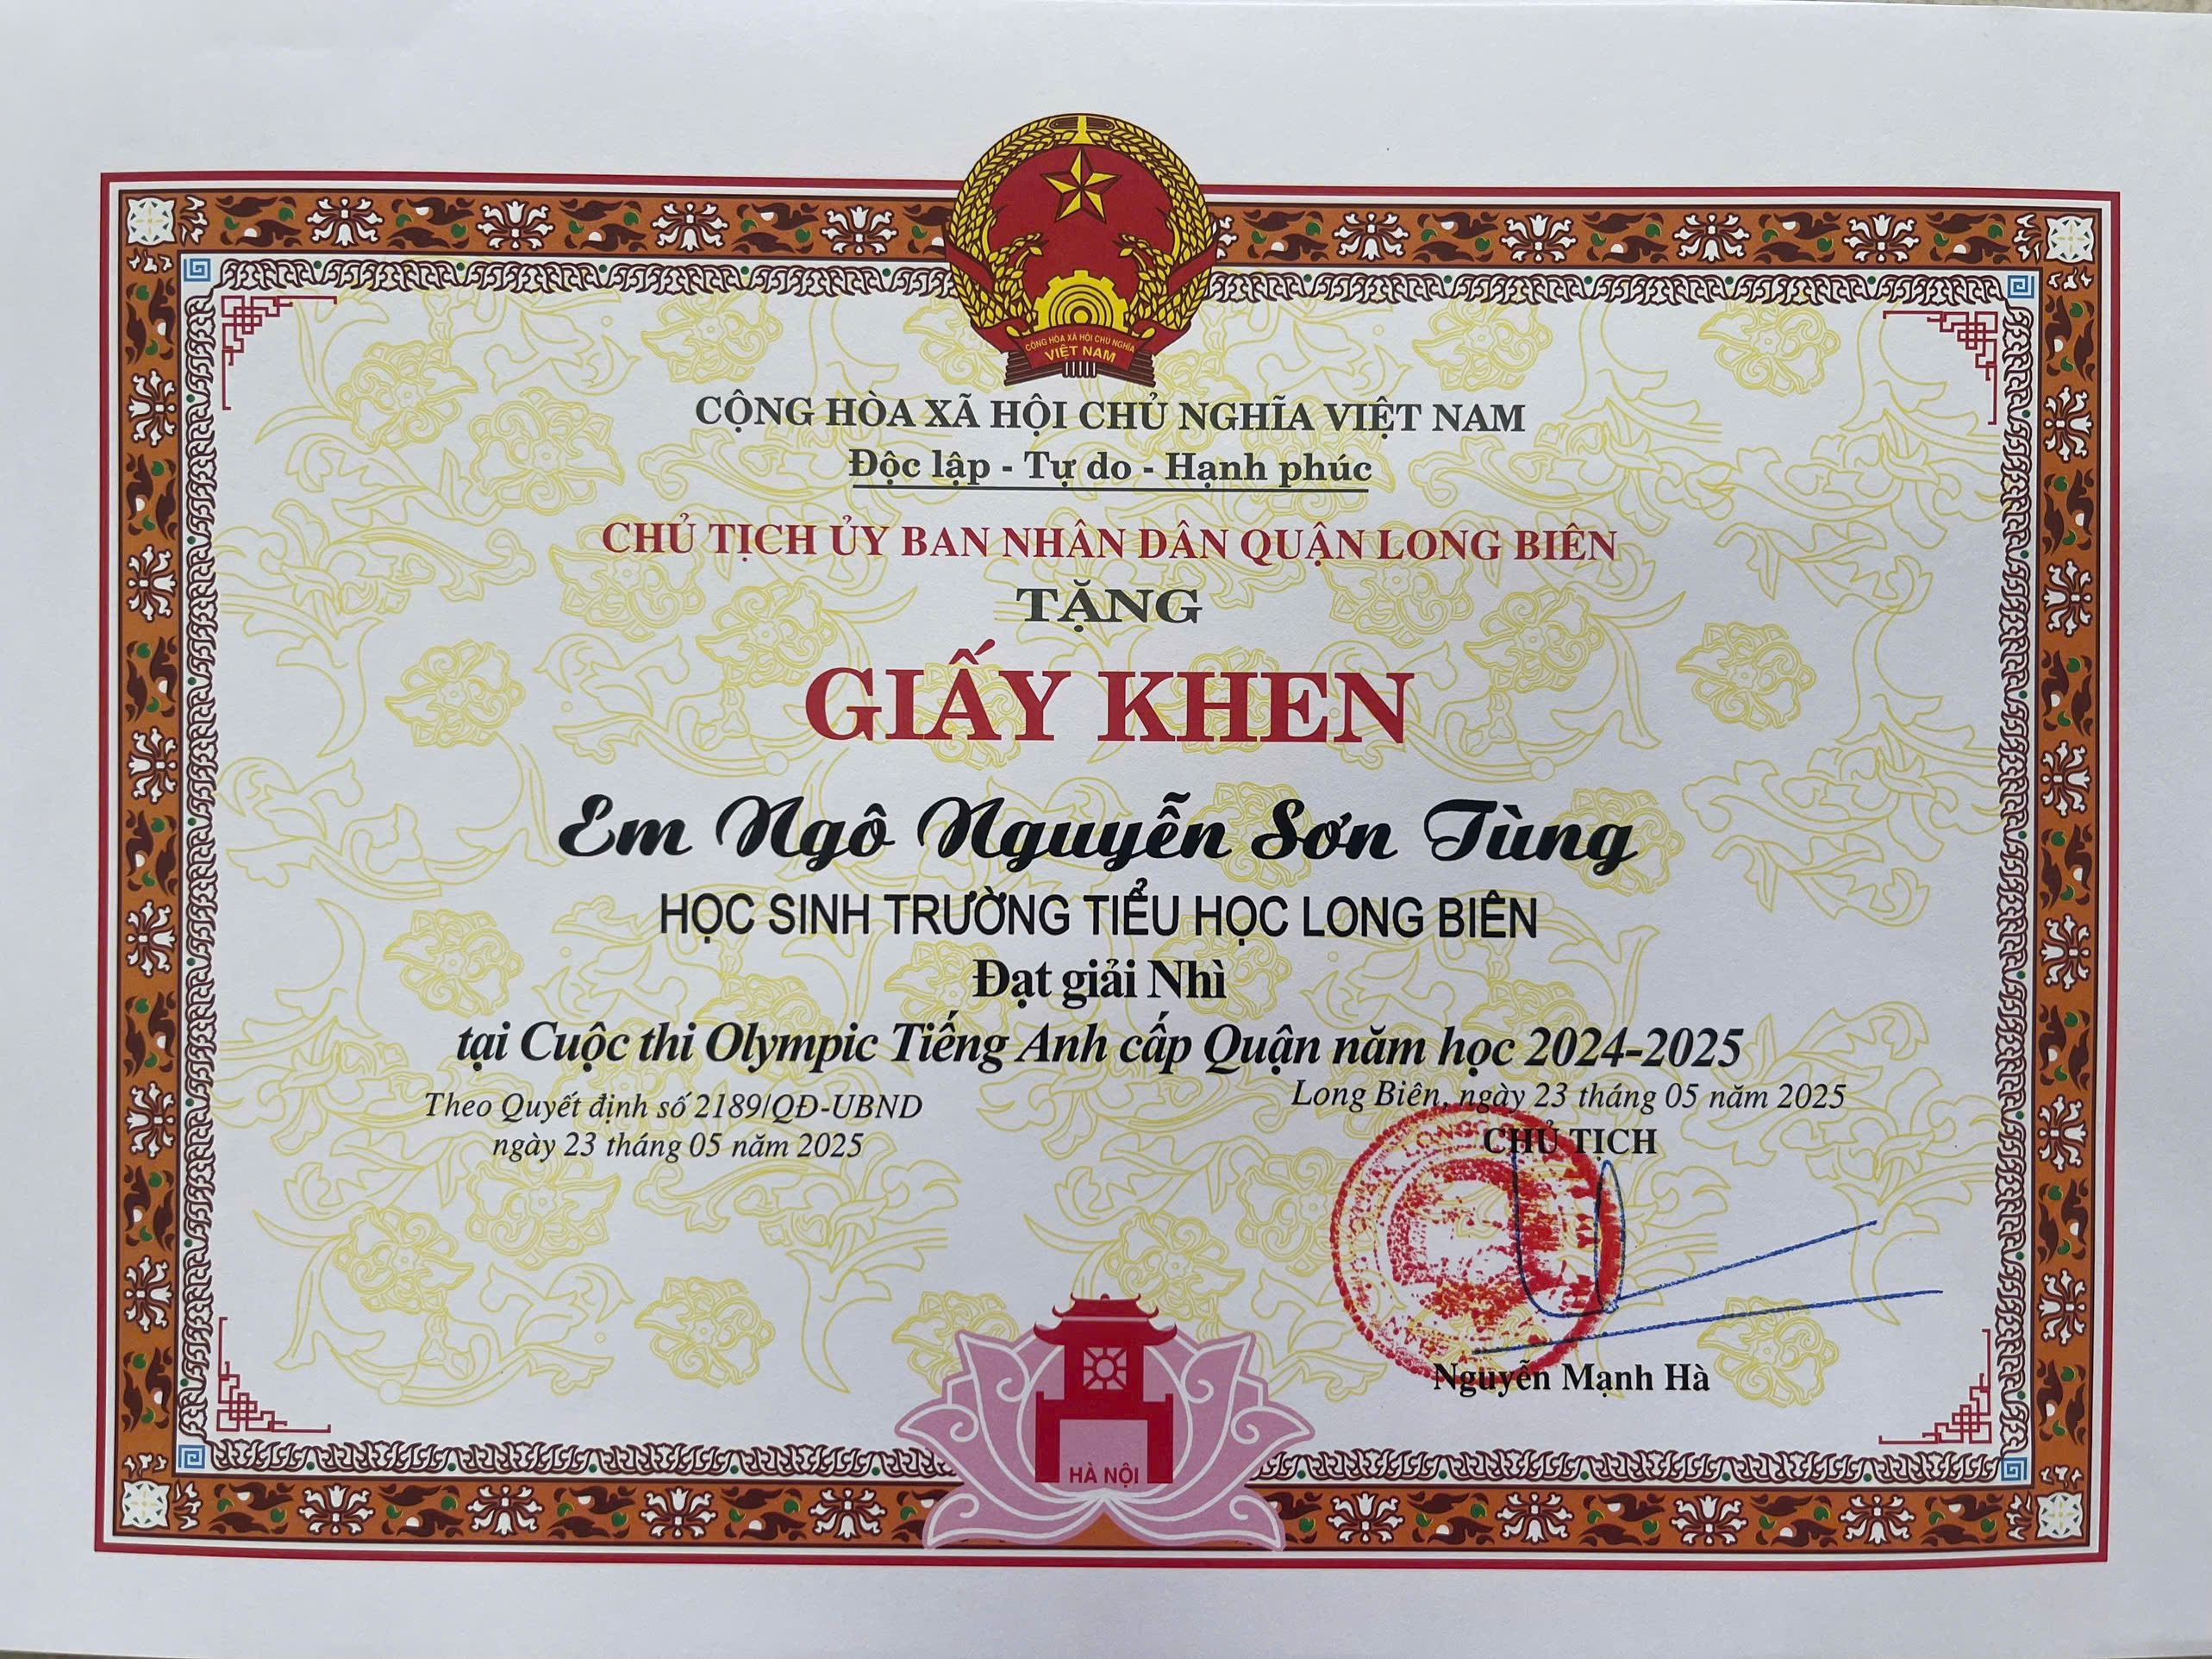 CỘNG HÒA XÃ HỘI CHỦ NGHĨA
VIỆT NAM
CỘNG HÒA XÃ HỘI CHỦ NGHĨA VIỆT NAM
Độc lập - Tự do - Hạnh phúc
CHỦ TỊCH ỦY BAN NHÂN DÂN QUẬN LONG BIÊN
TẶNG
GIẤY KHEN
Em Ngô Nguyễn Sơn Tùng
HỌC SINH TRƯỜNG TIỂU HỌC LONG BIÊN
Đạt giải Nhì
tại Cuộc thi Olympic Tiếng Anh cấp Quận năm học 2024-2025
Theo Quyết định số 2189/QĐ-UBND
ngày 23 tháng 05 năm 2025
Long Biên, ngày 23 tháng 05 năm 2025
CHỦ TỊCH
Nguyễn Mạnh Hà
HÀ NỘI